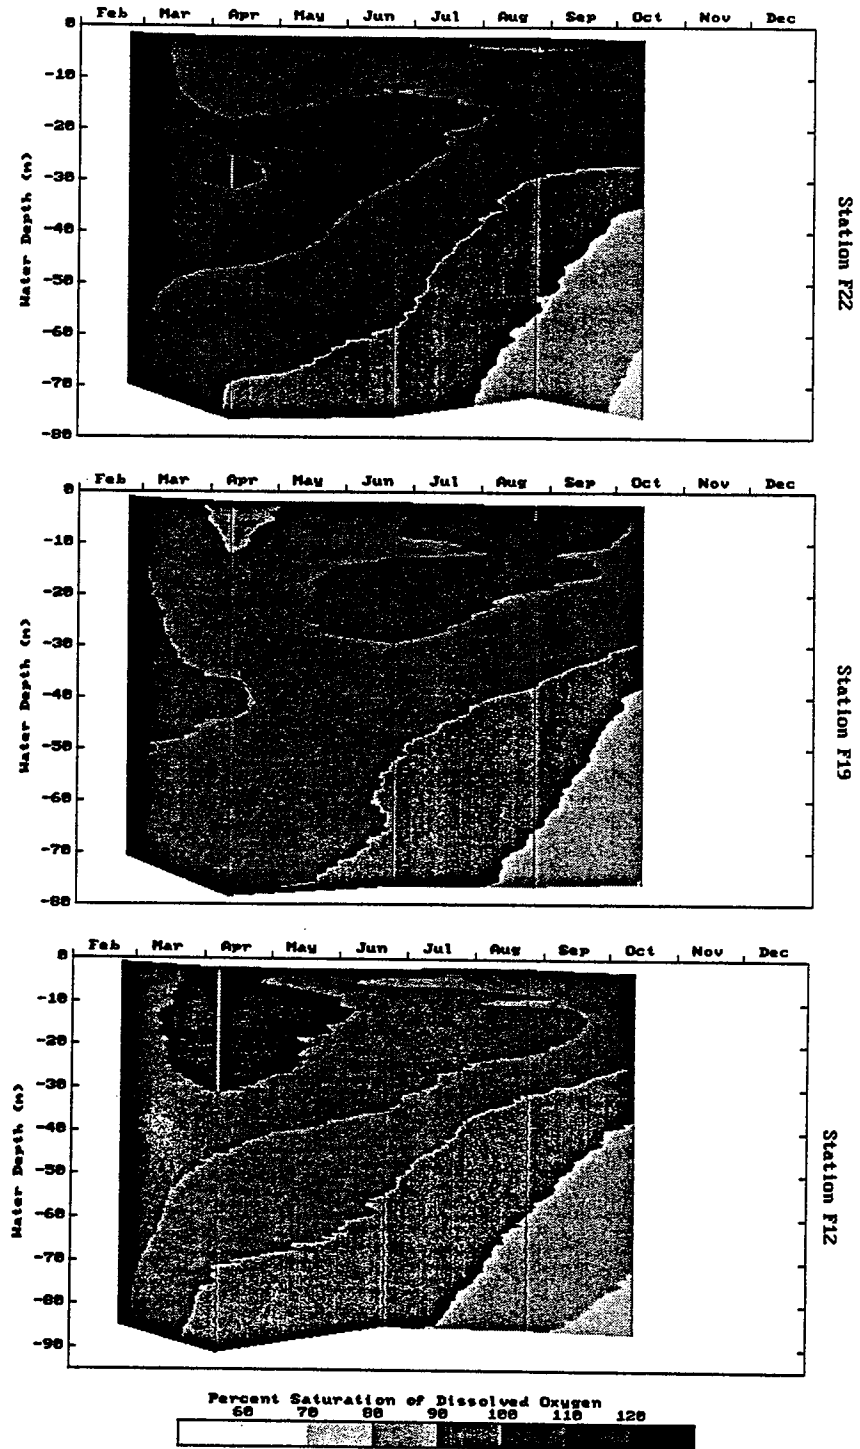 Feb Mar Apr May Jun Jul Aug Sep Oct Nov Dec
0
-10
-20
-30
-40
-50
-60
-70
-80
Water Depth (m)
Station F22
Feb Mar Apr May Jun Jul Aug Sep Oct Nov Dec
0
-10
-20
-30
-40
-50
-60
-70
-80
Water Depth (m)
Station F19
Feb Mar Apr May Jun Jul Aug Sep Oct Nov Dec
0
-10
-20
-30
-40
-50
-60
-70
-80
-90
Water Depth (m)
Station F12
Percent Saturation of Dissolved Oxygen
60 70 80 90 100 110 120